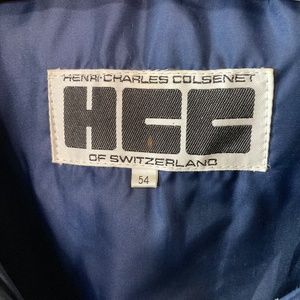 HENRI-CHARLES COLSENET
HCC
OF SWITZERLAND
54